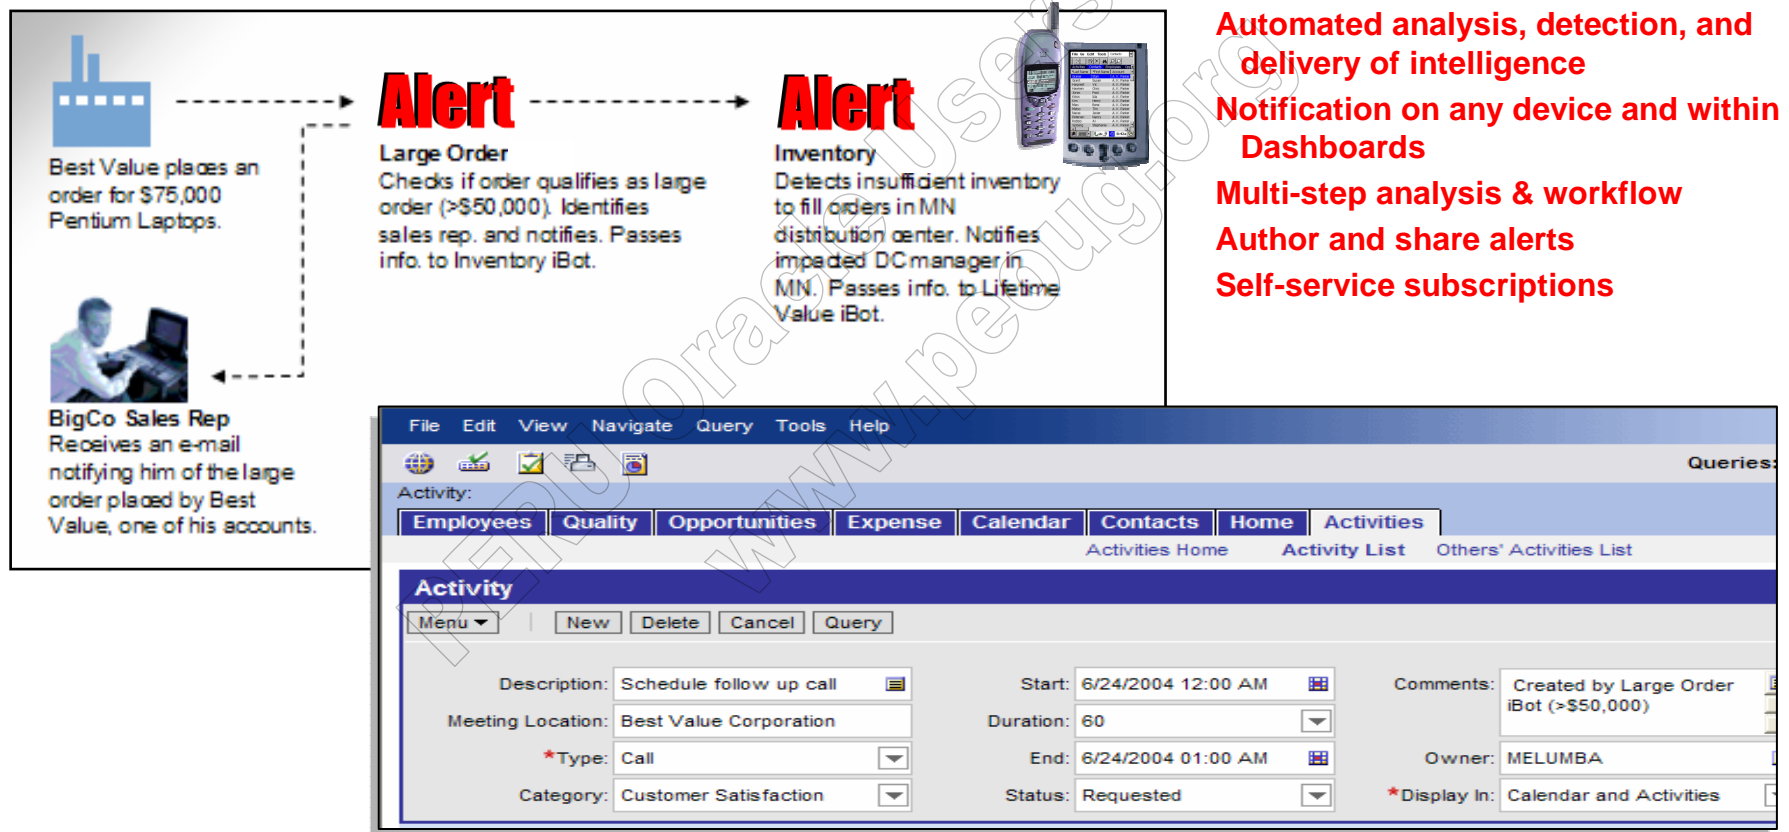 Best Value places an
order for $75,000
Pentium Laptops.
Alert
Large Order
Checks if order qualifies as large
order (>$50,000). Identifies
sales rep. and notifies. Passes
info. to Inventory iBot.
Alert
Inventory
Detects insufficient inventory
to fill orders in MN
distribution center. Notifies
impacted DC manager in
MN. Passes info. to Lifetime
Value iBot.
BigCo Sales Rep
Receives an e-mail
notifying him of the large
order placed by Best
Value, one of his accounts.
Automated analysis, detection, and
delivery of intelligence
Notification on any device and within
Dashboards
Multi-step analysis & workflow
Author and share alerts
Self-service subscriptions
File Edit View Navigate Query Tools Help
Queries:
Activity:
Employees Quality Opportunities Expense Calendar Contacts Home Activities
Activities Home Activity List Others' Activities List
Activity
Menu New Delete Cancel Query
Description: Schedule follow up call Start: 6/24/2004 12:00 AM Comments: Created by Large Order
iBot (>$50,000)
Meeting Location: Best Value Corporation Duration: 60
*Type: Call End: 6/24/2004 01:00 AM Owner: MELUMBA
Category: Customer Satisfaction Status: Requested *Display In: Calendar and Activities
PERU Oracle Users
www.peoug.org